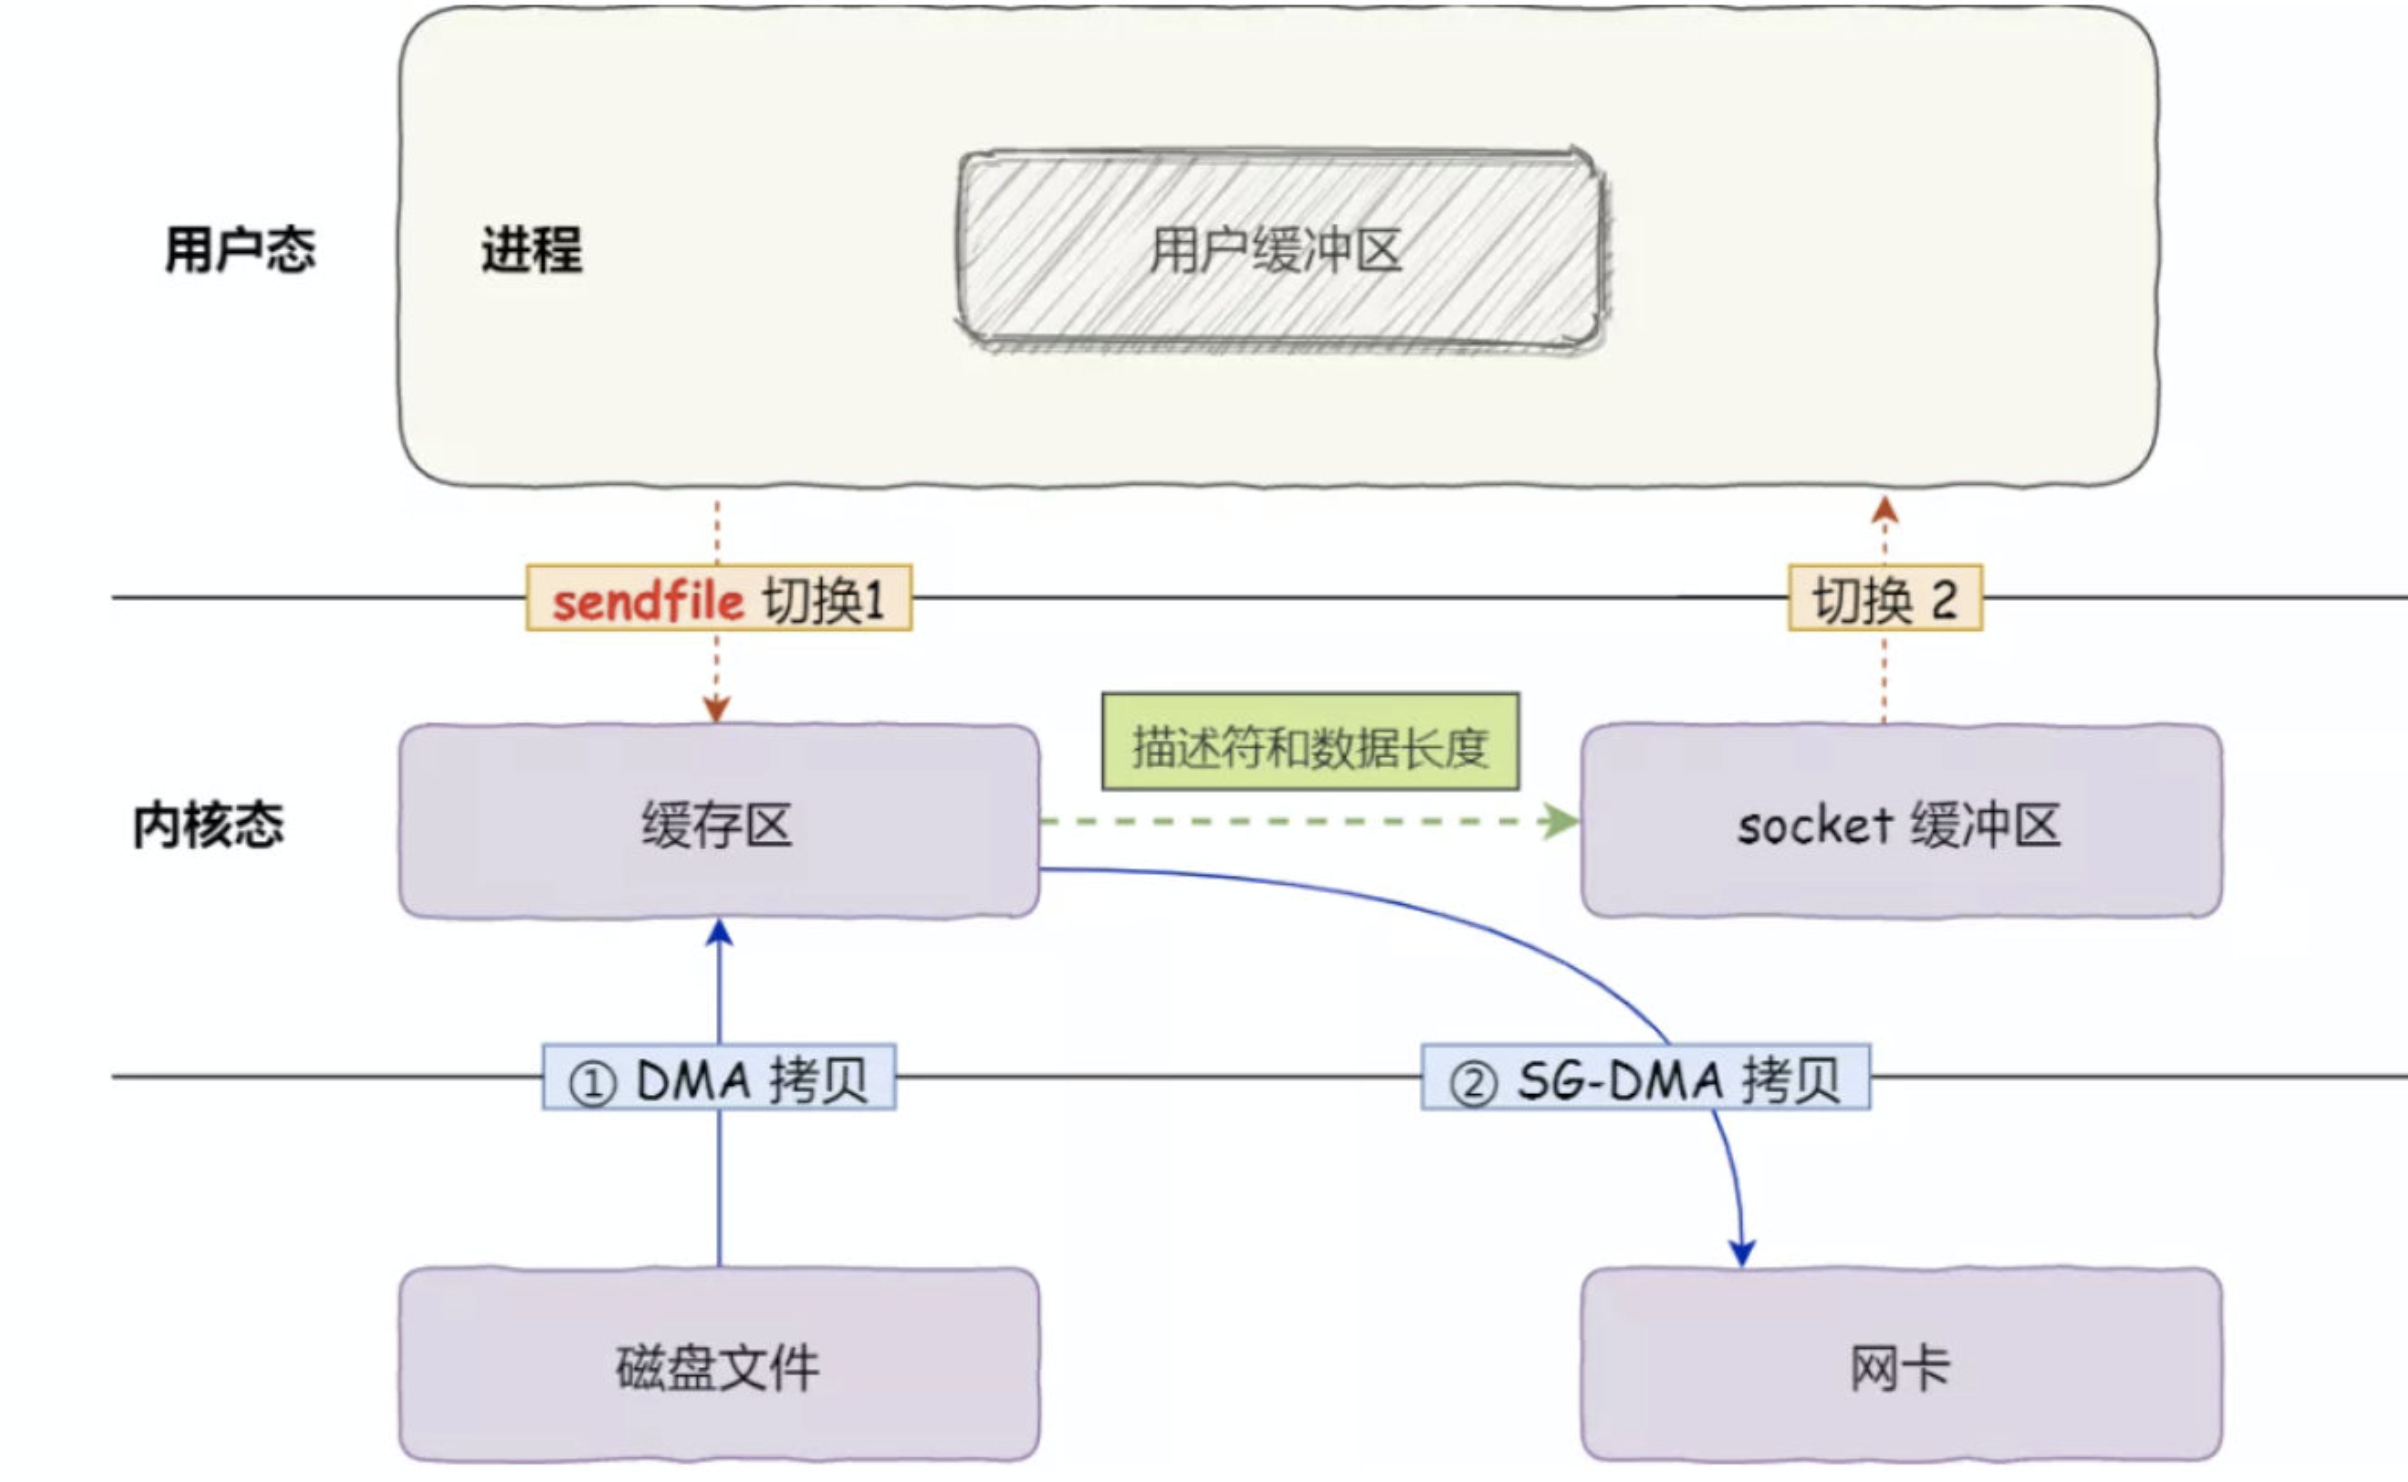 用户态
进程
用户缓冲区
sendfile 切换1
切换 2
描述符和数据长度
内核态
缓存区
socket 缓冲区
① DMA 拷贝
② SG-DMA 拷贝
磁盘文件
网卡